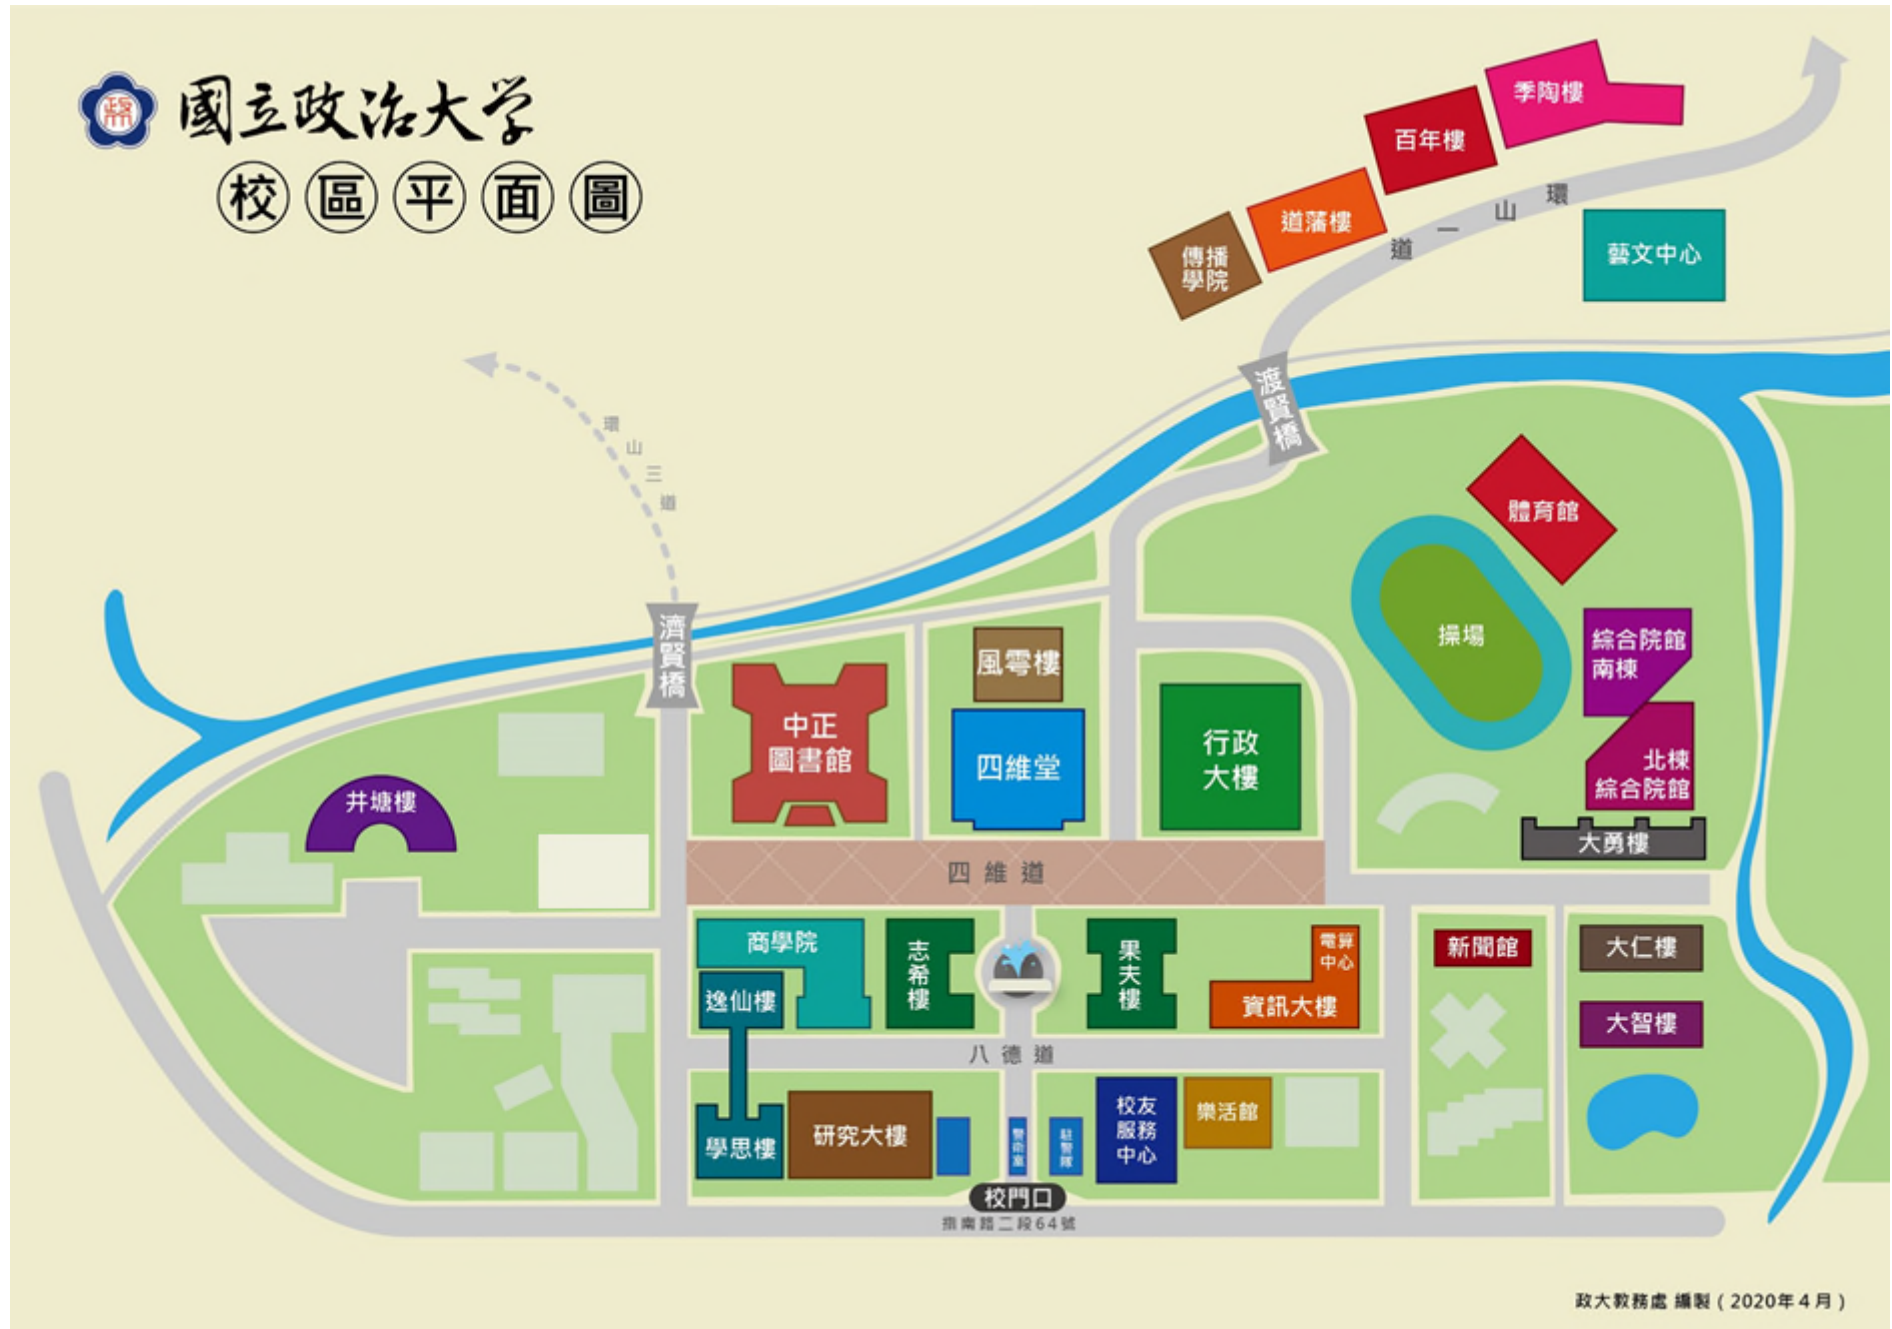 國立政治大学
校區平面圖
季陶樓
百年樓
道藩樓
傳播
學院
環山一道
藝文中心
渡賢橋
環山三道
濟賢橋
體育館
操場
綜合院館
南棟
北棟
綜合院館
大勇樓
風雩樓
中正
圖書館
四維堂
行政
大樓
井塘樓
四維道
商學院
逸仙樓
志希樓
果夫樓
電算
中心
資訊大樓
新聞館
大仁樓
大智樓
八德道
學思樓
研究大樓
警衛室
駐警隊
校友
服務
中心
樂活館
校門口
指南路二段64號
政大教務處 編製(2020年4月)